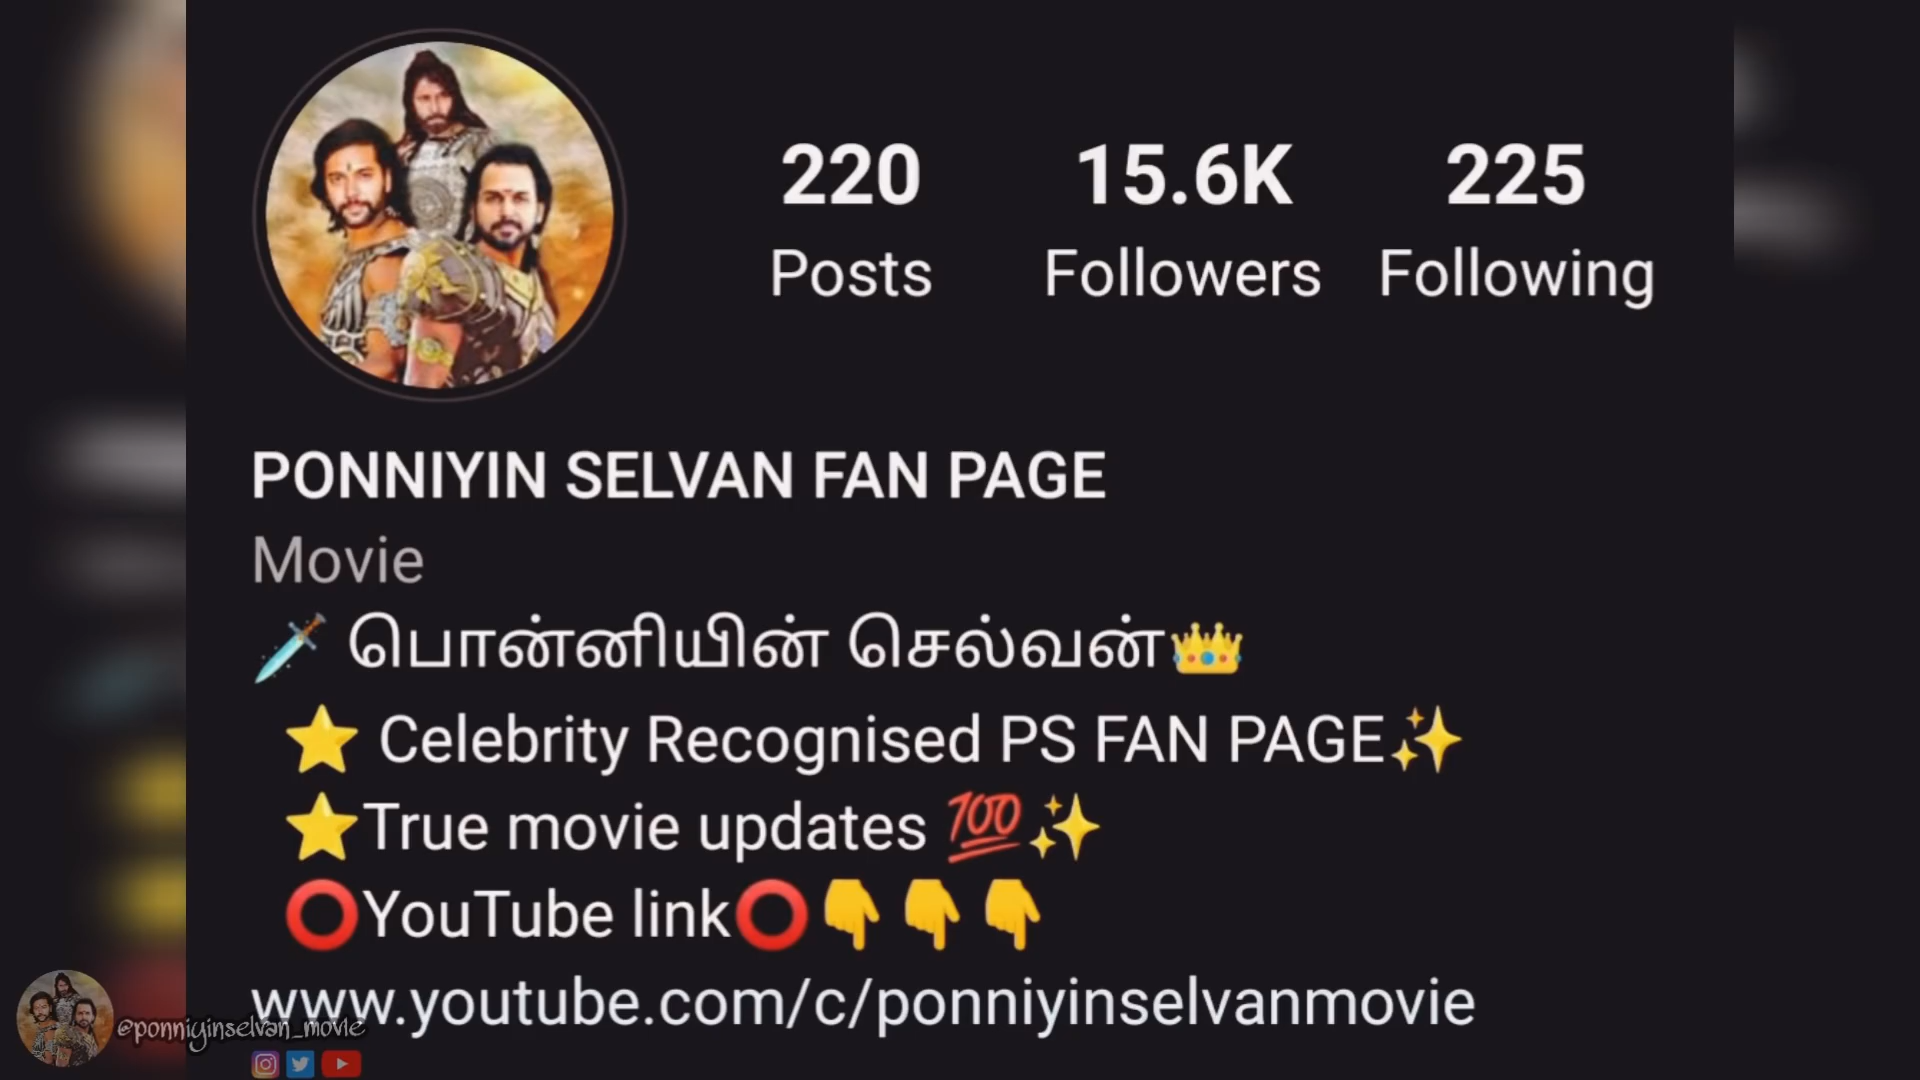 220 15.6K 225
Posts Followers Following
PONNIYIN SELVAN FAN PAGE
Movie
🗡️ பொன்னியின் செல்வன்👑
⭐ Celebrity Recognised PS FAN PAGE✨
⭐True movie updates 💯✨
⭕YouTube link⭕👇👇👇
www.youtube.com/c/ponniyinselvanmovie
@ponniyinselvan_movie